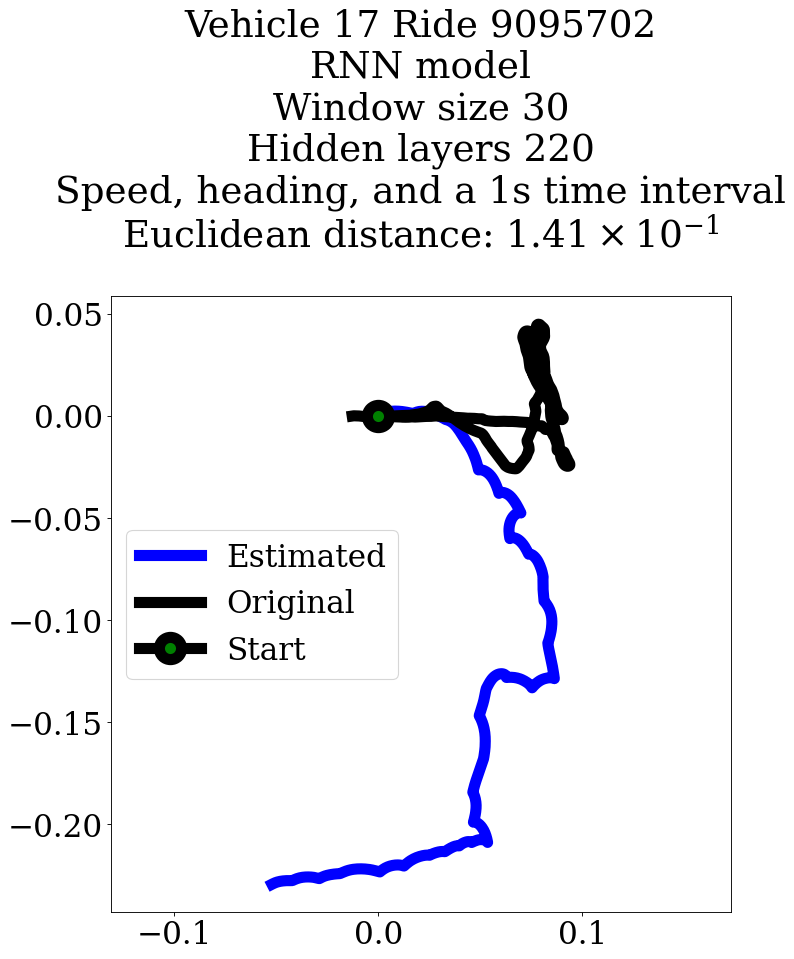 Vehicle 17 Ride 9095702
RNN model
Window size 30
Hidden layers 220
Speed, heading, and a 1s time interval
Euclidean distance: 1.41 × 10⁻¹
0.05
0.00
−0.05
−0.10
−0.15
−0.20
Estimated
Original
Start
−0.1 0.0 0.1